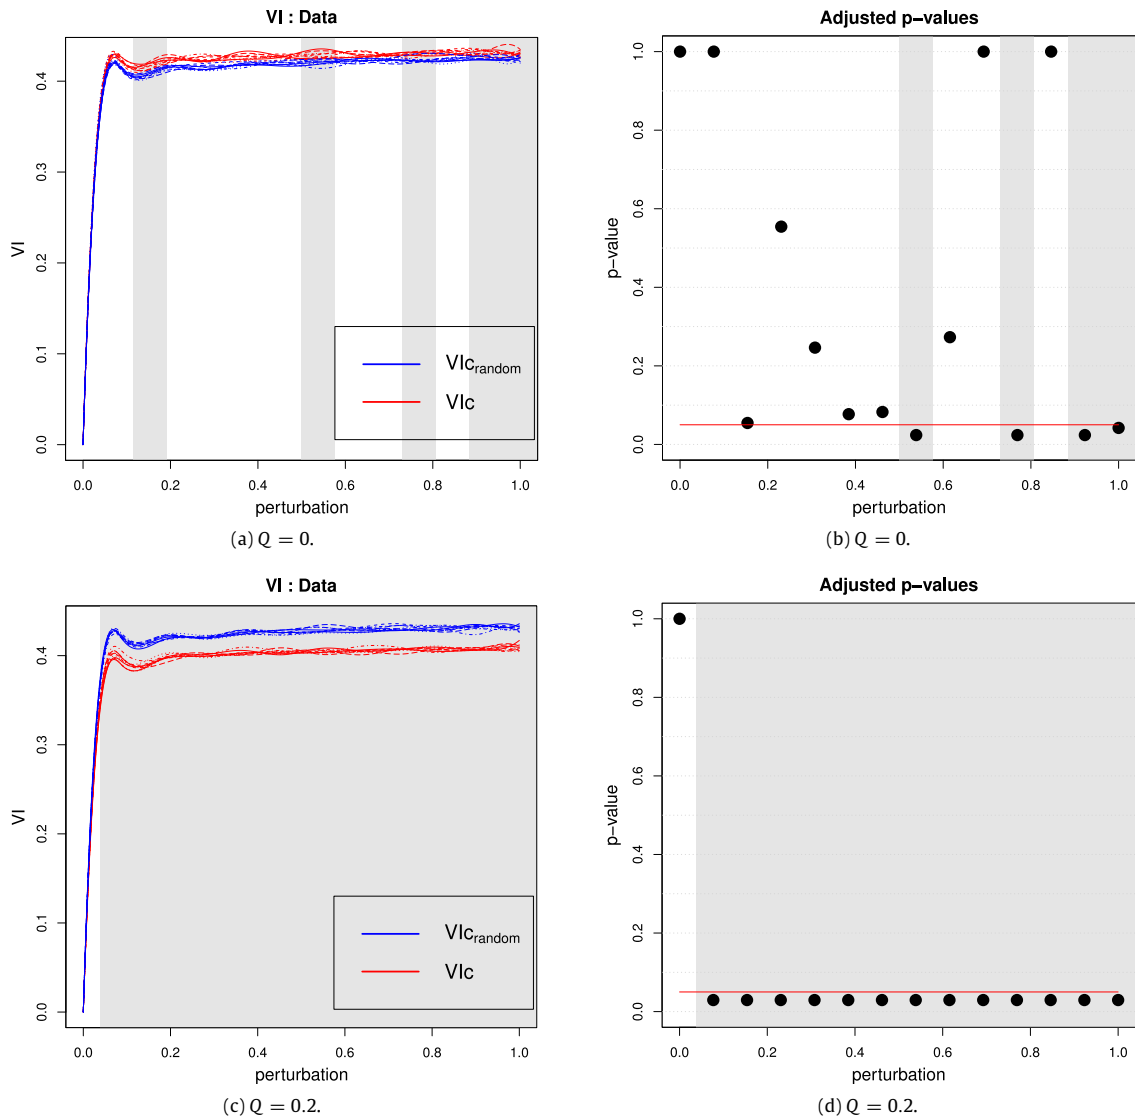 VI : Data
Adjusted p−values
VI
0.0
0.1
0.2
0.3
0.4
VIc random
VIc
0.0 0.2 0.4 0.6 0.8 1.0
perturbation
(a) Q = 0.
p−value
0.0
0.2
0.4
0.6
0.8
1.0
0.0 0.2 0.4 0.6 0.8 1.0
perturbation
(b) Q = 0.
VI : Data
Adjusted p−values
VI
0.0
0.1
0.2
0.3
0.4
VIc random
VIc
0.0 0.2 0.4 0.6 0.8 1.0
perturbation
(c) Q = 0.2.
p−value
0.0
0.2
0.4
0.6
0.8
1.0
0.0 0.2 0.4 0.6 0.8 1.0
perturbation
(d) Q = 0.2.